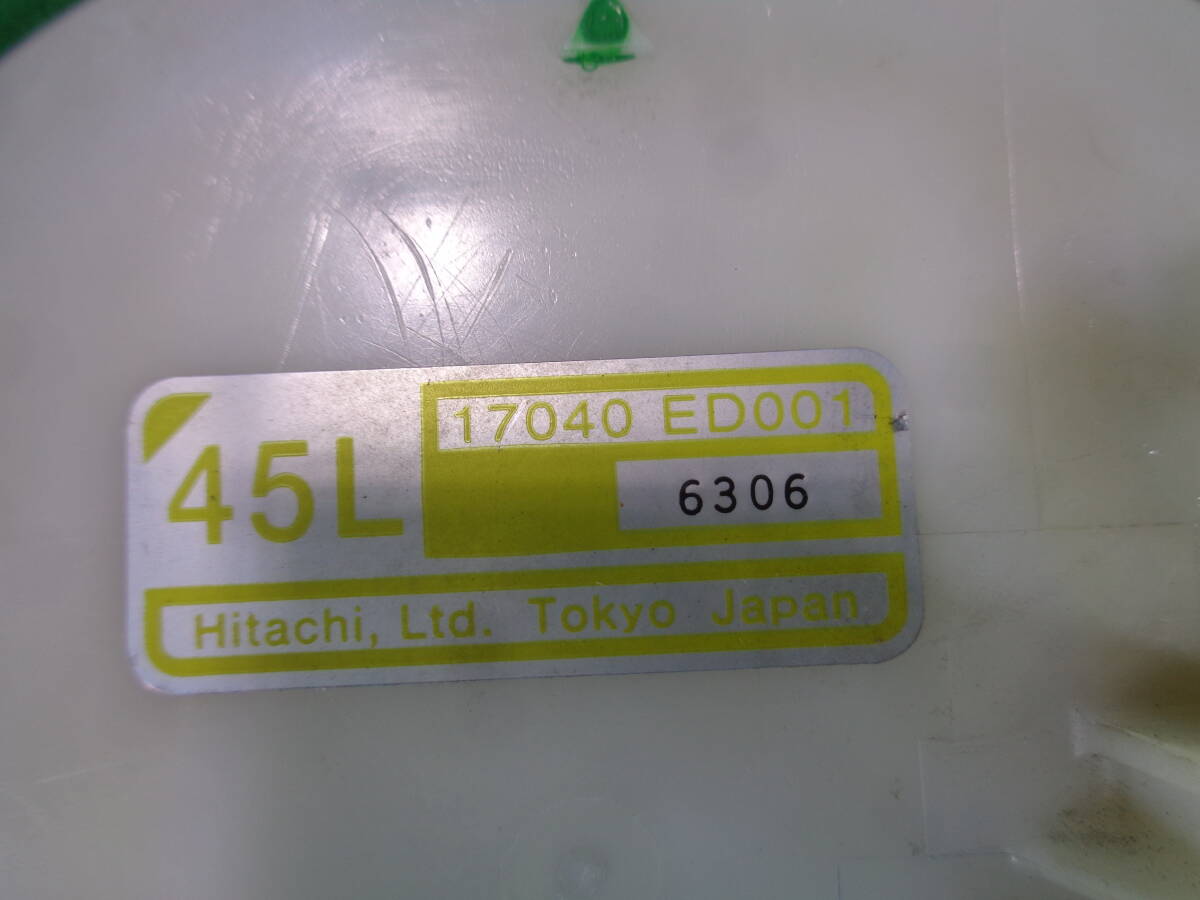 45L
17040 ED001
6306
Hitachi, Ltd. Tokyo Japan